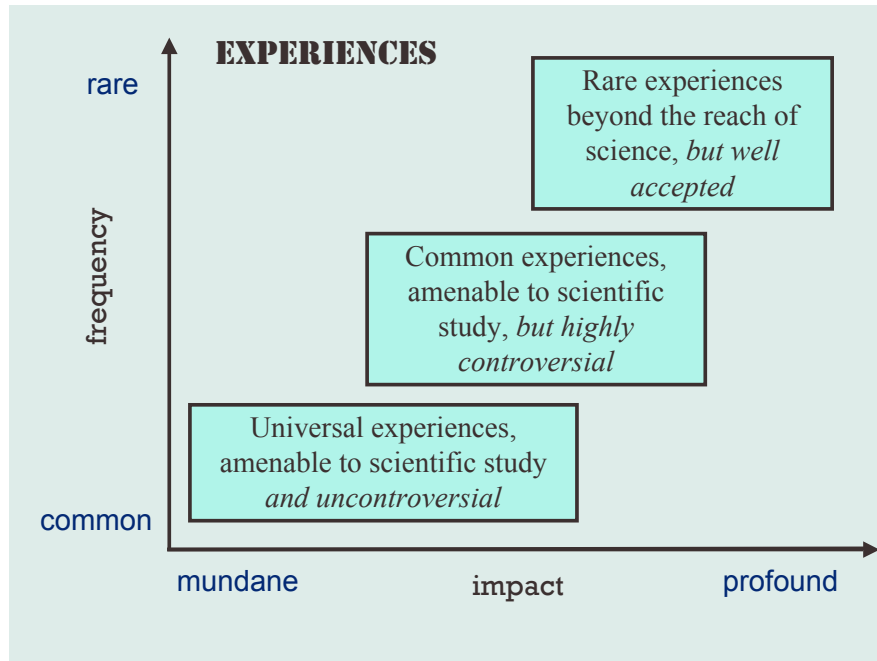 EXPERIENCES
rare
Rare experiences
beyond the reach of
science, but well
accepted
frequency
Common experiences,
amenable to scientific
study, but highly
controversial
Universal experiences,
amenable to scientific study
and uncontroversial
common
mundane
impact
profound